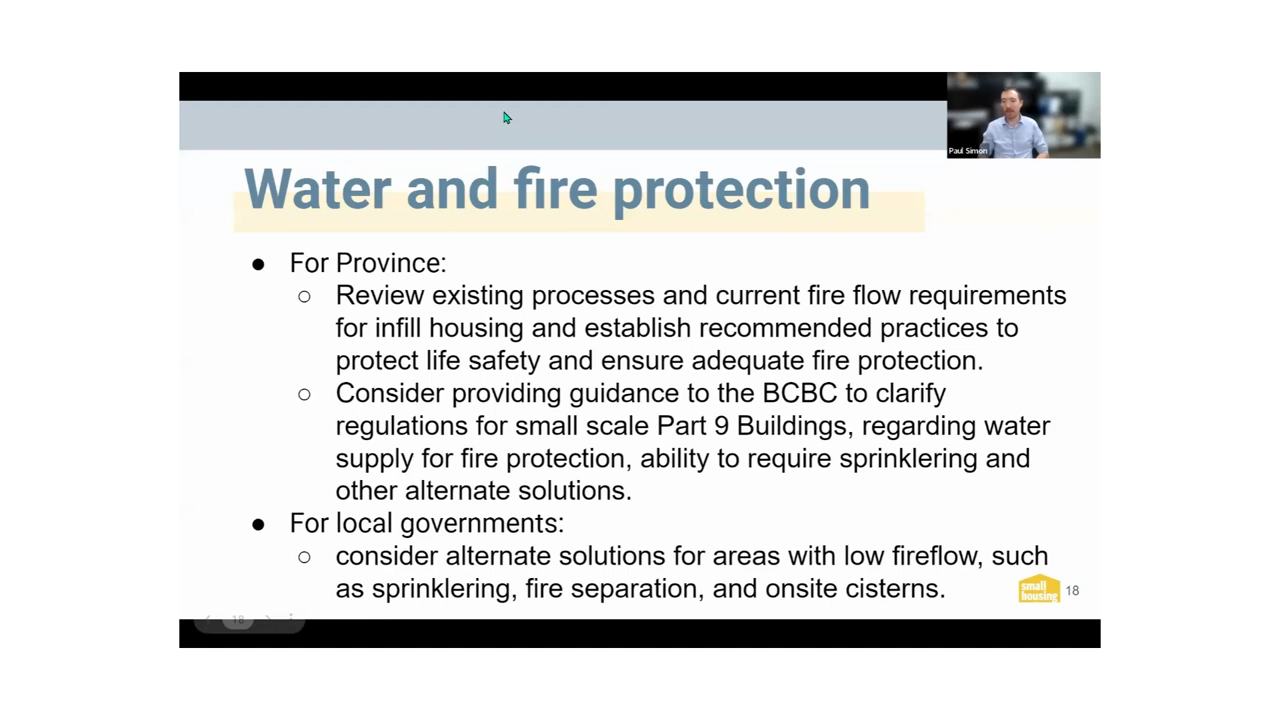 Paul Simon
Water and fire protection
● For Province:
○ Review existing processes and current fire flow requirements
for infill housing and establish recommended practices to
protect life safety and ensure adequate fire protection.
○ Consider providing guidance to the BCBC to clarify
regulations for small scale Part 9 Buildings, regarding water
supply for fire protection, ability to require sprinklering and
other alternate solutions.
● For local governments:
○ consider alternate solutions for areas with low fireflow, such
as sprinklering, fire separation, and onsite cisterns.
small
housing
18
18